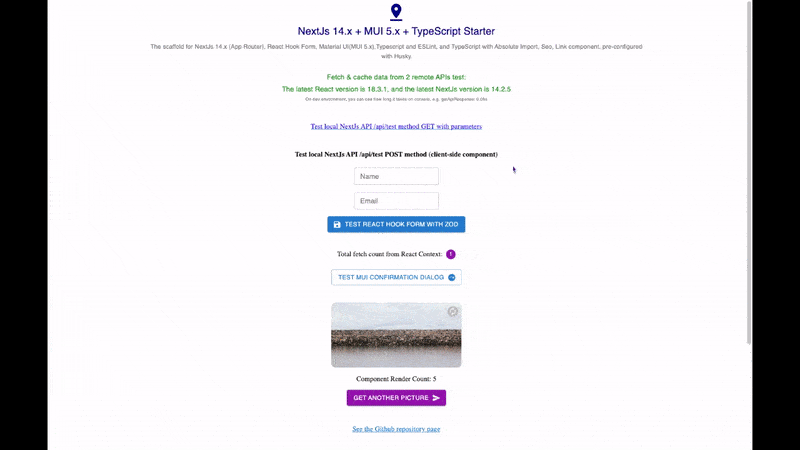 NextJs 14.x + MUI 5.x + TypeScript Starter
The scaffold for NextJs 14.x (App Router), React Hook Form, Material UI(MUI 5.x),Typescript and ESLint, and TypeScript with Absolute Import, Seo, Link component, pre-configured
with Husky.
Fetch & cache data from 2 remote APIs test:
The latest React version is 18.3.1, and the latest NextJs version is 14.2.5
On dev environment, you can see how long it takes on console, e.g. getApiResponse: 0.05s
Test local NextJs API /api/test method GET with parameters
Test local NextJs API /api/test POST method (client-side component)
Name
Email
TEST REACT HOOK FORM WITH ZOD
Total fetch count from React Context:
TEST MUI CONFIRMATION DIALOG
Component Render Count: 5
GET ANOTHER PICTURE
See the Github repository page